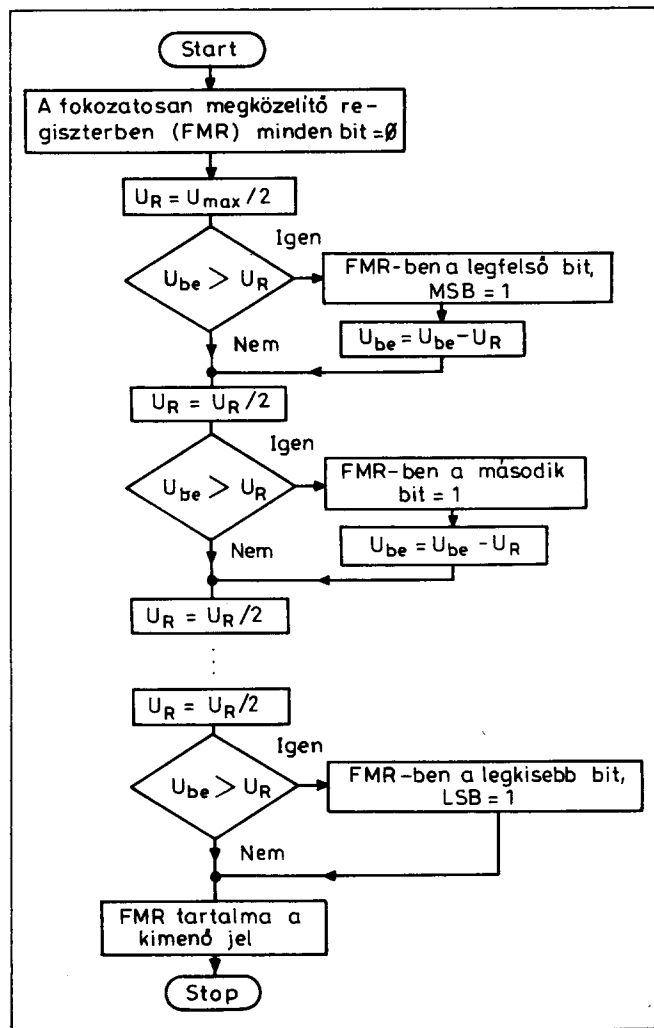 Start
A fokozatosan megközelítő re-
giszterben (FMR) minden bit =Ø
U_R = U_max/2
Igen
U_be > U_R
FMR-ben a legfelső bit,
MSB = 1
Nem
U_be = U_be - U_R
U_R = U_R/2
Igen
U_be > U_R
FMR-ben a második
bit = 1
Nem
U_be = U_be - U_R
U_R = U_R/2
U_R = U_R/2
Igen
U_be > U_R
FMR-ben a legkisebb bit,
LSB = 1
Nem
FMR tartalma a
kimenő jel
Stop